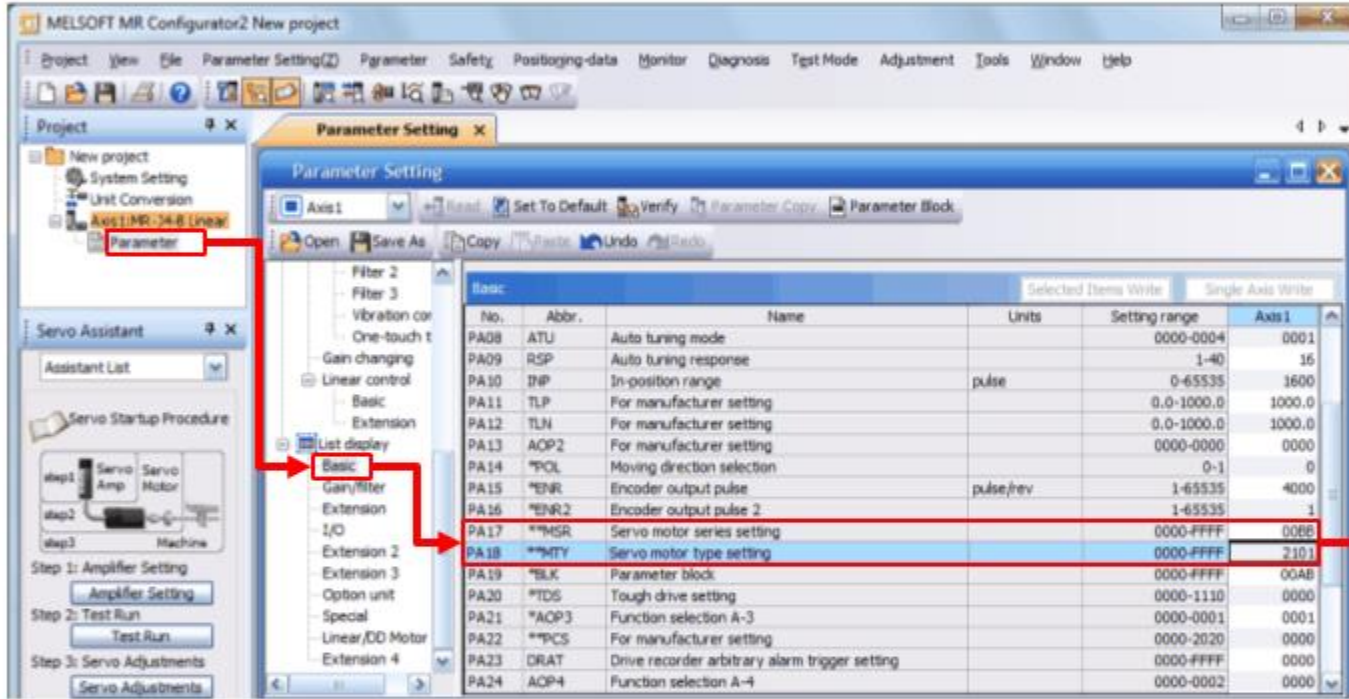 MELSOFT MR Configurator2 New project
Project View File Parameter Setting(Z) Parameter Safety Positioning-data Monitor Diagnosis Test Mode Adjustment Tools Window Help
Project
New project
System Setting
Unit Conversion
Axis1:MR-J4-B Linear
Parameter
Servo Assistant
Assistant List
Servo Startup Procedure
step1 Servo Amp Servo Motor
step2
step3 Machine
Step 1: Amplifier Setting
Amplifier Setting
Step 2: Test Run
Test Run
Step 3: Servo Adjustments
Servo Adjustments
Parameter Setting
Parameter Setting
Axis1 Read Set To Default Verify Parameter Copy Parameter Block
Open Save As Copy Paste Undo Redo
Filter 2
Filter 3
Vibration cor
One-touch t
Gain changing
Linear control
Basic
Extension
List display
Basic
Gain/filter
Extension
I/O
Extension 2
Extension 3
Option unit
Special
Linear/DD Motor
Extension 4
Basic Selected Items Write Single Axis Write
No. Abbr. Name Units Setting range Axis1
PA08 ATU Auto tuning mode 0000-0004 0001
PA09 RSP Auto tuning response 1-40 16
PA10 INP In-position range pulse 0-65535 1600
PA11 TLP For manufacturer setting 0.0-1000.0 1000.0
PA12 TLN For manufacturer setting 0.0-1000.0 1000.0
PA13 AOP2 For manufacturer setting 0000-0000 0000
PA14 *POL Moving direction selection 0-1 0
PA15 *ENR Encoder output pulse pulse/rev 1-65535 4000
PA16 *ENR2 Encoder output pulse 2 1-65535 1
PA17 **MSR Servo motor series setting 0000-FFFF 00BB
PA18 **MTY Servo motor type setting 0000-FFFF 2101
PA19 *BLK Parameter block 0000-FFFF 00AB
PA20 *TDS Tough drive setting 0000-1110 0000
PA21 *AOP3 Function selection A-3 0000-0001 0001
PA22 **PCS For manufacturer setting 0000-2020 0000
PA23 DRAT Drive recorder arbitrary alarm trigger setting 0000-FFFF 0000
PA24 AOP4 Function selection A-4 0000-0002 0000